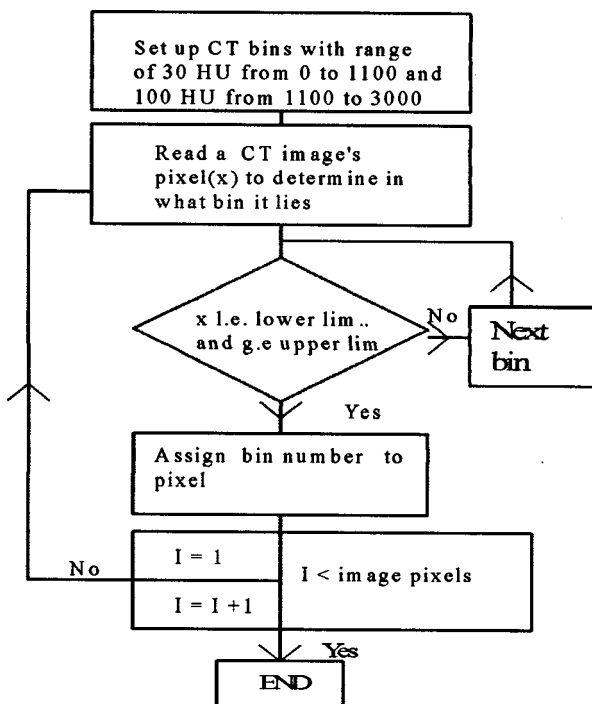 Set up CT bins with range
of 30 HU from 0 to 1100 and
100 HU from 1100 to 3000
Read a CT image's
pixel(x) to determine in
what bin it lies
x l.e. lower lim..
and g.e upper lim
No
Next
bin
Yes
Assign bin number to
pixel
No
I = 1
I < image pixels
I = I +1
Yes
END